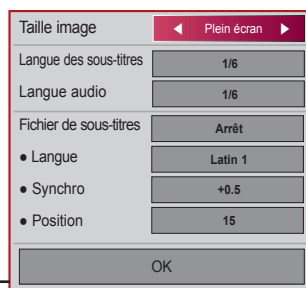 Taille image ◀ Plein écran ▶
Langue des sous-titres 1/6
Langue audio 1/6
Fichier de sous-titres Arrêt
● Langue Latin 1
● Synchro +0.5
● Position 15
OK